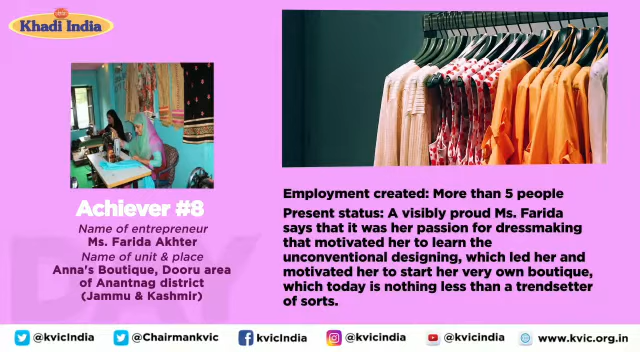 Khadi India
Achiever #8
Name of entrepreneur
Ms. Farida Akhter
Name of unit & place
Anna's Boutique, Dooru area
of Anantnag district
(Jammu & Kashmir)
DAY
Employment created: More than 5 people
Present status: A visibly proud Ms. Farida
says that it was her passion for dressmaking
that motivated her to learn the
unconventional designing, which led her and
motivated her to start her very own boutique,
which today is nothing less than a trendsetter
of sorts.
@kvicIndia
@Chairmankvic
kvicIndia
@kvicindia
@kvicindia
www.kvic.org.in